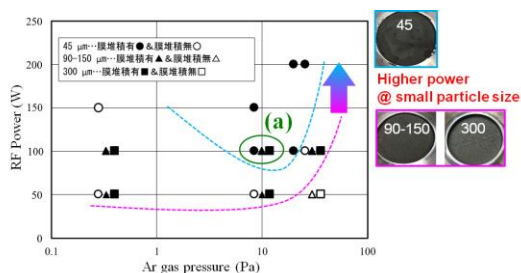 250
200
150
100
50
0
RF Power (W)
0.1
1
10
100
Ar gas pressure (Pa)
45 μm…膜堆積有●&膜堆積無○
90-150 μm…膜堆積有▲&膜堆積無△
300 μm…膜堆積有■&膜堆積無□
(a)
45
Higher power
@ small particle size
90-150
300